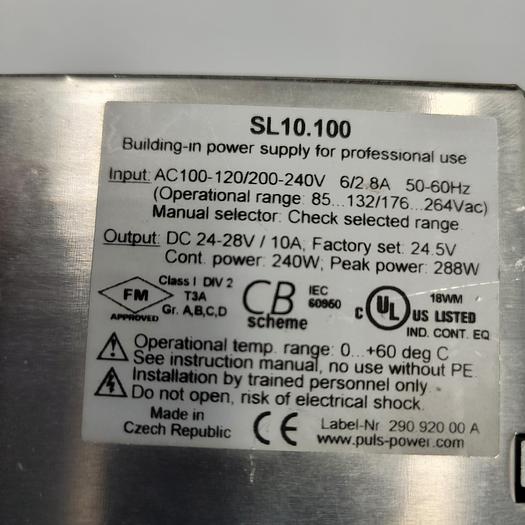 SL10.100
Building-in power supply for professional use
Input: AC100-120/200-240V 6/2.8A 50-60Hz
(Operational range: 85...132/176...264Vac)
Manual selector: Check selected range.
Output: DC 24-28V / 10A; Factory set: 24.5V
Cont. power: 240W; Peak power: 288W
FM
APPROVED
Class I DIV 2
T3A
Gr. A,B,C,D
CB
scheme
IEC
60950
C UL US LISTED
18WM
IND. CONT. EQ
Operational temp. range: 0...+60 deg C
See instruction manual, no use without PE.
Installation by trained personnel only.
Do not open, risk of electrical shock.
Made in
Czech Republic
CE
Label-Nr 290 920 00 A
www.puls-power.com